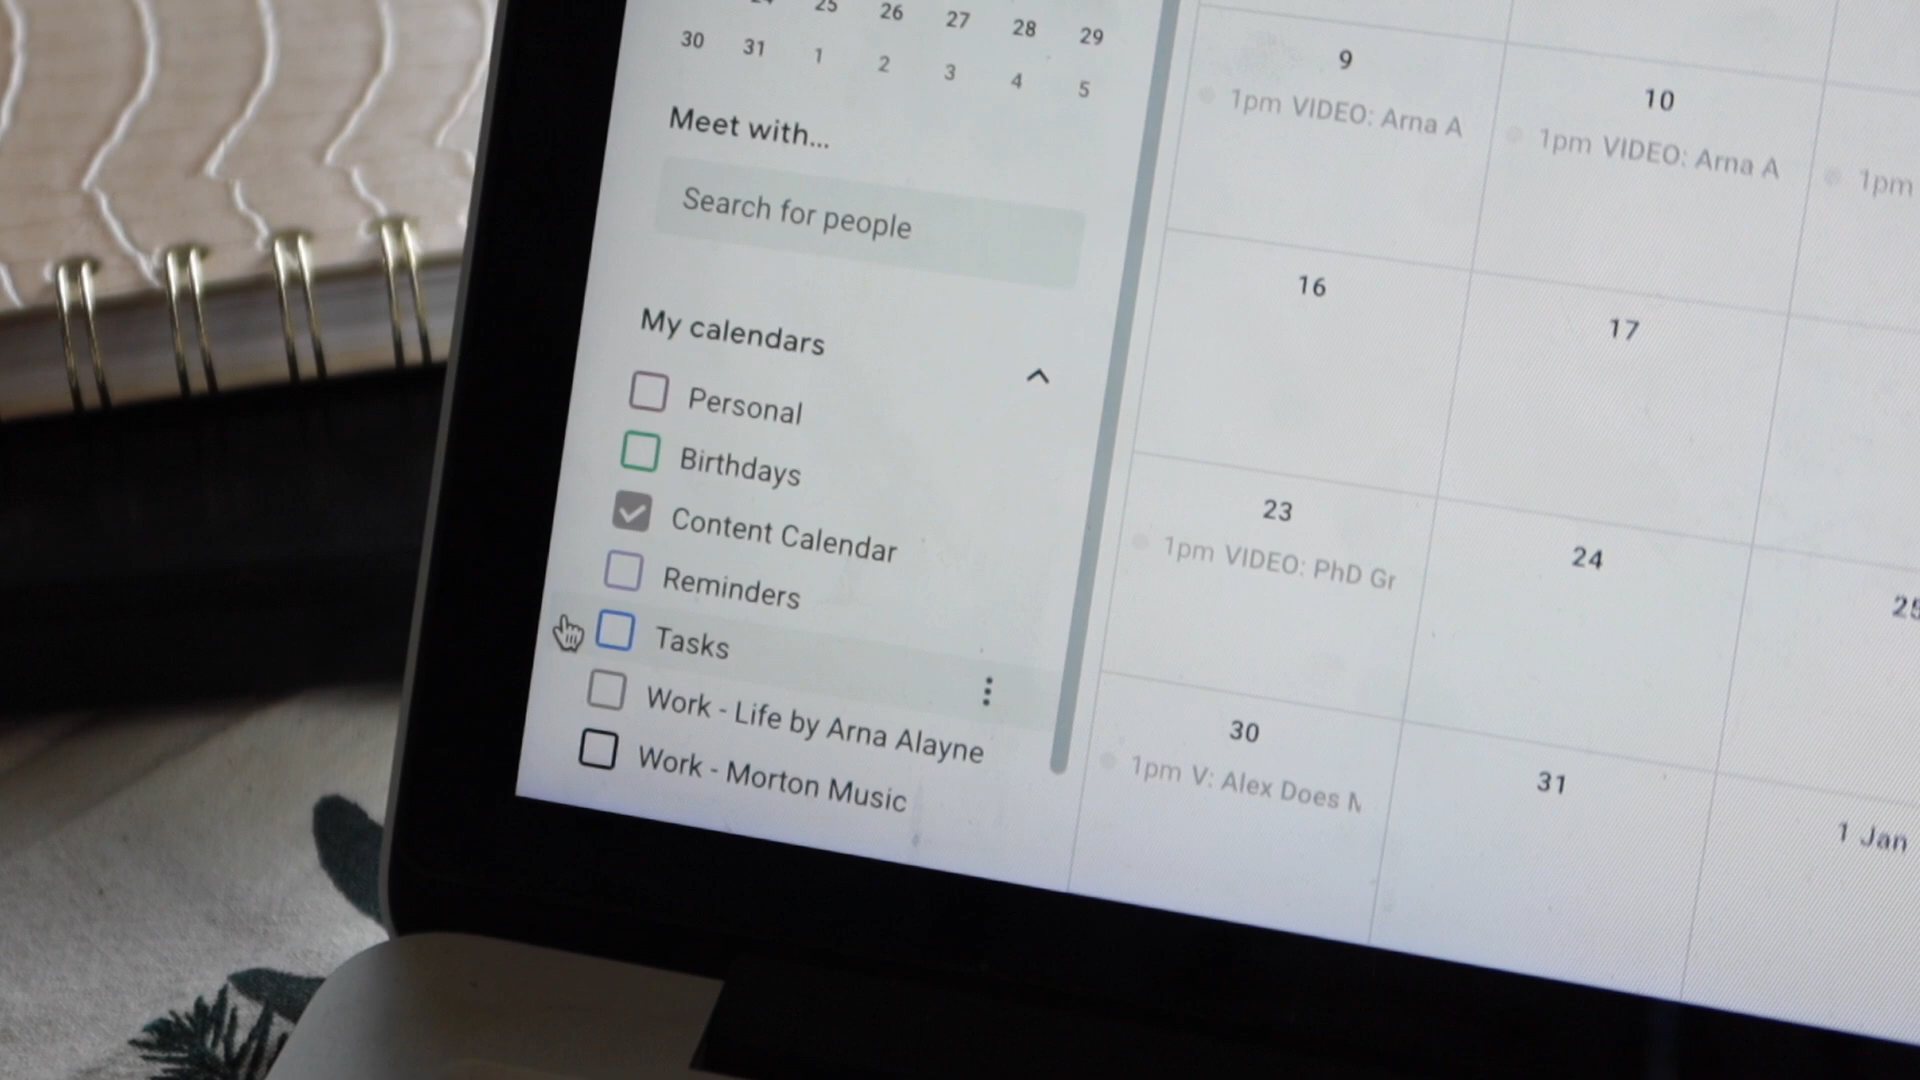 25 26 27 28 29
30 31 1 2 3 4 5
Meet with...
Search for people
My calendars
Personal
Birthdays
Content Calendar
Reminders
Tasks
Work - Life by Arna Alayne
Work - Morton Music
9
1pm VIDEO: Arna A
10
1pm VIDEO: Arna A
1pm
16
17
23
1pm VIDEO: PhD Gr
24
25
30
1pm V: Alex Does
31
1 Jan